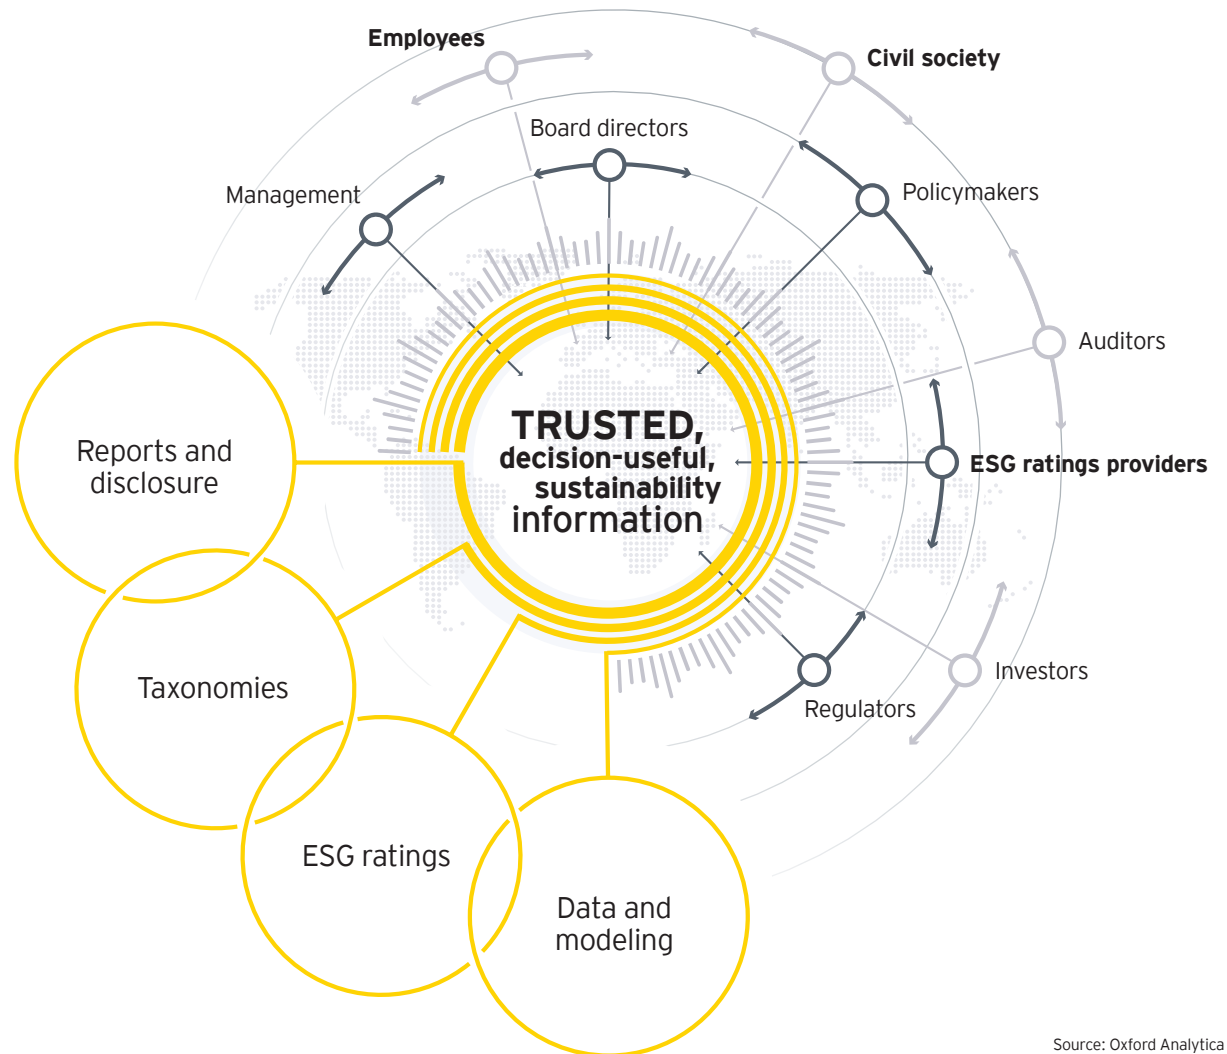 Employees
Civil society
Board directors
Management
Policymakers
Auditors
Reports and
disclosure
TRUSTED,
decision-useful,
sustainability
information
ESG ratings providers
Taxonomies
Investors
Regulators
ESG ratings
Data and
modeling
Source: Oxford Analytica